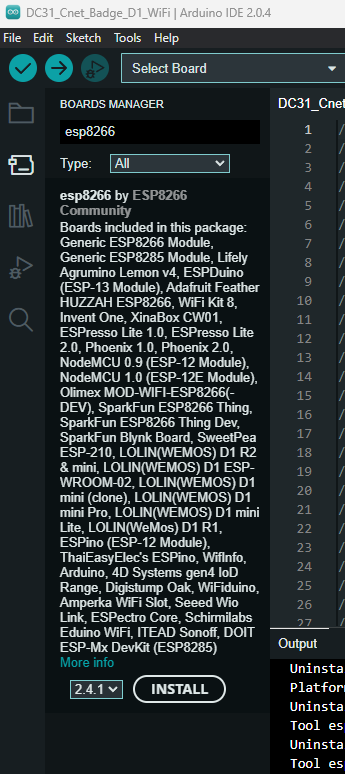 DC31_Cnet_Badge_D1_WiFi | Arduino IDE 2.0.4
File Edit Sketch Tools Help
Select Board
BOARDS MANAGER
DC31_Cnet
esp8266
Type: All
esp8266 by ESP8266
Community
Boards included in this package:
Generic ESP8266 Module,
Generic ESP8285 Module, Lifely
Agrumino Lemon v4, ESPDuino
(ESP-13 Module), Adafruit Feather
HUZZAH ESP8266, WiFi Kit 8,
Invent One, XinaBox CW01,
ESPresso Lite 1.0, ESPresso Lite
2.0, Phoenix 1.0, Phoenix 2.0,
NodeMCU 0.9 (ESP-12 Module),
NodeMCU 1.0 (ESP-12E Module),
Olimex MOD-WIFI-ESP8266(-
DEV), SparkFun ESP8266 Thing,
SparkFun ESP8266 Thing Dev,
SparkFun Blynk Board, SweetPea
ESP-210, LOLIN(WEMOS) D1 R2
& mini, LOLIN(WEMOS) D1 ESP-
WROOM-02, LOLIN(WEMOS) D1
mini (clone), LOLIN(WEMOS) D1
mini Pro, LOLIN(WEMOS) D1 mini
Lite, LOLIN(WeMos) D1 R1,
ESPino (ESP-12 Module),
ThaiEasyElec's ESPino, WifInfo,
Arduino, 4D Systems gen4 IoD
Range, Digistump Oak, WiFiduino,
Amperka WiFi Slot, Seeed Wio
Link, ESPectro Core, Schirmilabs
Eduino WiFi, ITEAD Sonoff, DOIT
ESP-Mx DevKit (ESP8285)
More info
2.4.1 INSTALL
1 /
2 /
3 /
4 /
5 /
6 /
7 /
8 /
9 /
10 /
11 /
12 /
13 /
14 /
15 /
16 /
17 /
18 /
19 /
20 /
21 /
22 /
23 /
24 /
25 /
26 /
27 /
Output
Uninsta
Platfor
Uninsta
Tool es
Uninsta
Tool es